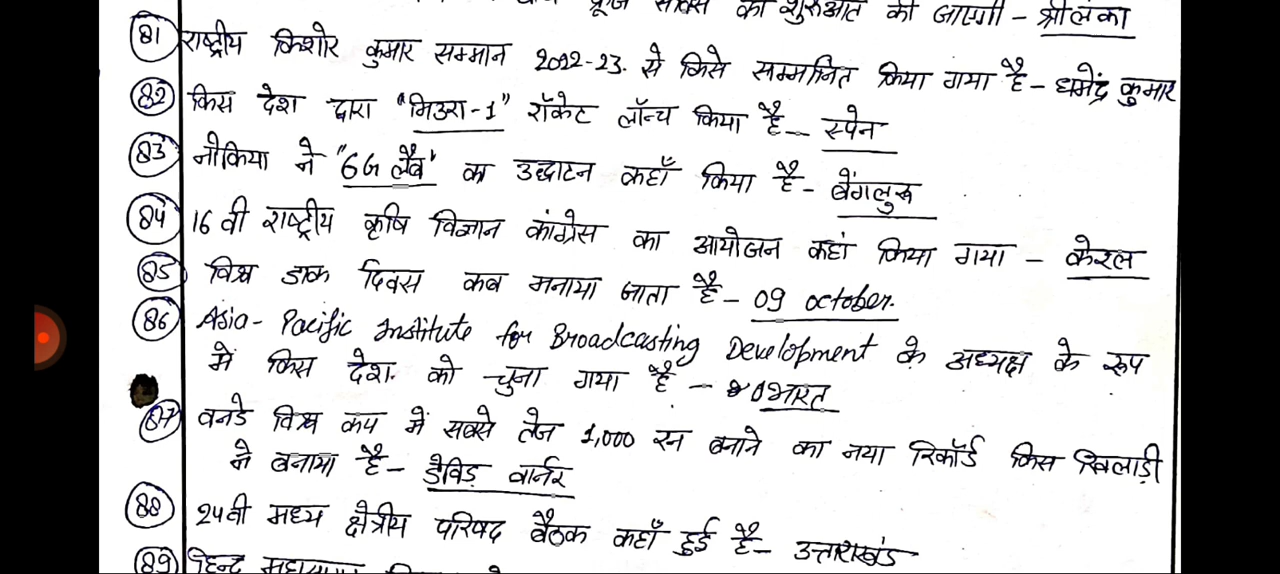 की शुरुआत की जाएगी - श्रीलंका
81 राष्ट्रीय किशोर कुमार सम्मान 2022-23. से किसे सम्मानित किया गया है - धर्मेंद्र कुमार
82 किस देश द्वारा "मिउरा-1" रॉकेट लॉन्च किया है - स्पेन
83 नोकिया ने "6G लैब" का उद्घाटन कहाँ किया है - बेंगलुरु
84 16 वी राष्ट्रीय कृषि विज्ञान कांग्रेस का आयोजन कहां किया गया - केरल
85 विश्व डाक दिवस कब मनाया जाता है - 09 october.
86 Asia - Pacific Institute for Broadcasting Development के अध्यक्ष के रूप
में किस देश. को चुना गया है - भारत
87 वनडे विश्व कप में सबसे तेज 1,000 रन बनाने का नया रिकॉर्ड किस खिलाड़ी
ने बनाया है - डेविड़ वार्नर
88 24वी मध्य क्षेत्रीय परिषद बैठक कहाँ हुई है - उत्तराखंड
89 हिन्द